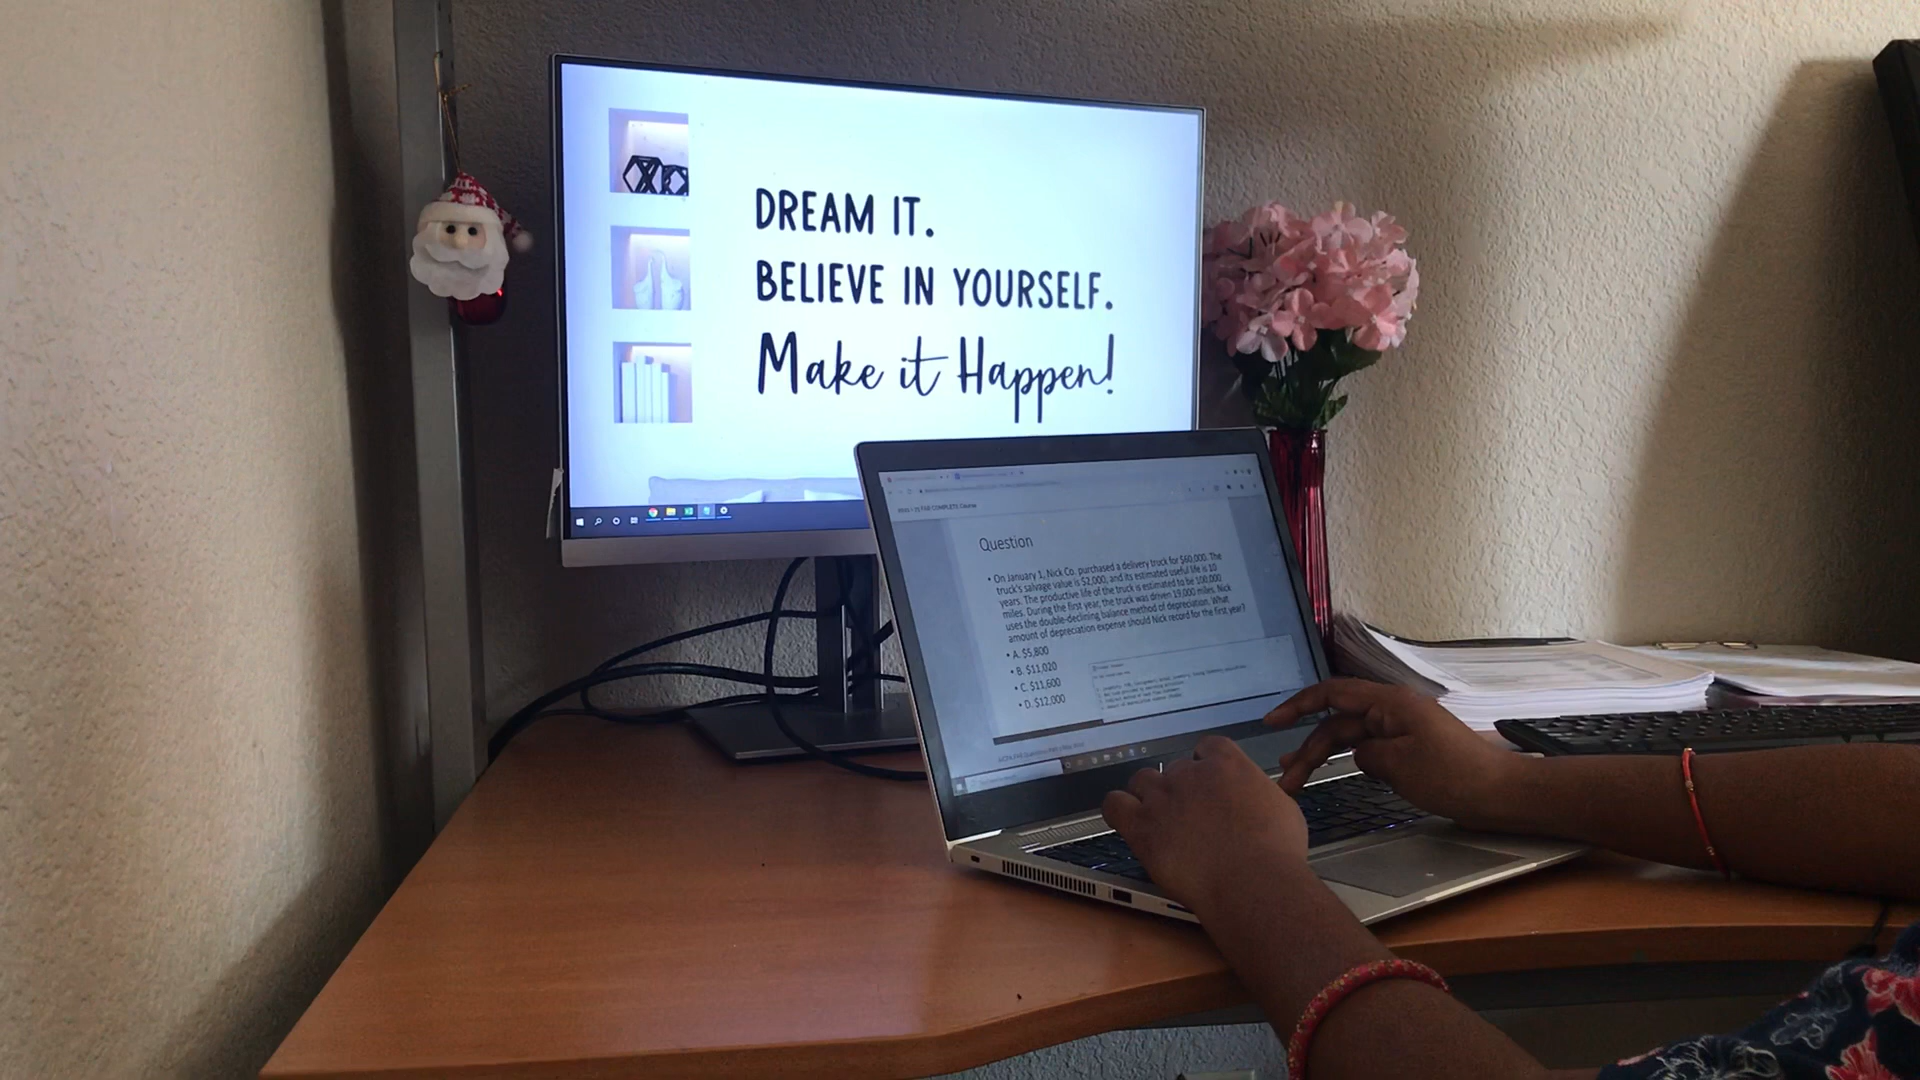 DREAM IT.
BELIEVE IN YOURSELF.
Make it Happen!
Question
• On January 1, Nick Co. purchased a delivery truck for $60,000. The
truck's salvage value is $2,000, and its estimated useful life is 10
years. The productive life of the truck is estimated to be 100,000
miles. During the first year, the truck was driven 19,000 miles. Nick
uses the double-declining balance method of depreciation. What
amount of depreciation expense should Nick record for the first year?
• A. $5,800
• B. $11,020
• C. $11,600
• D. $12,000